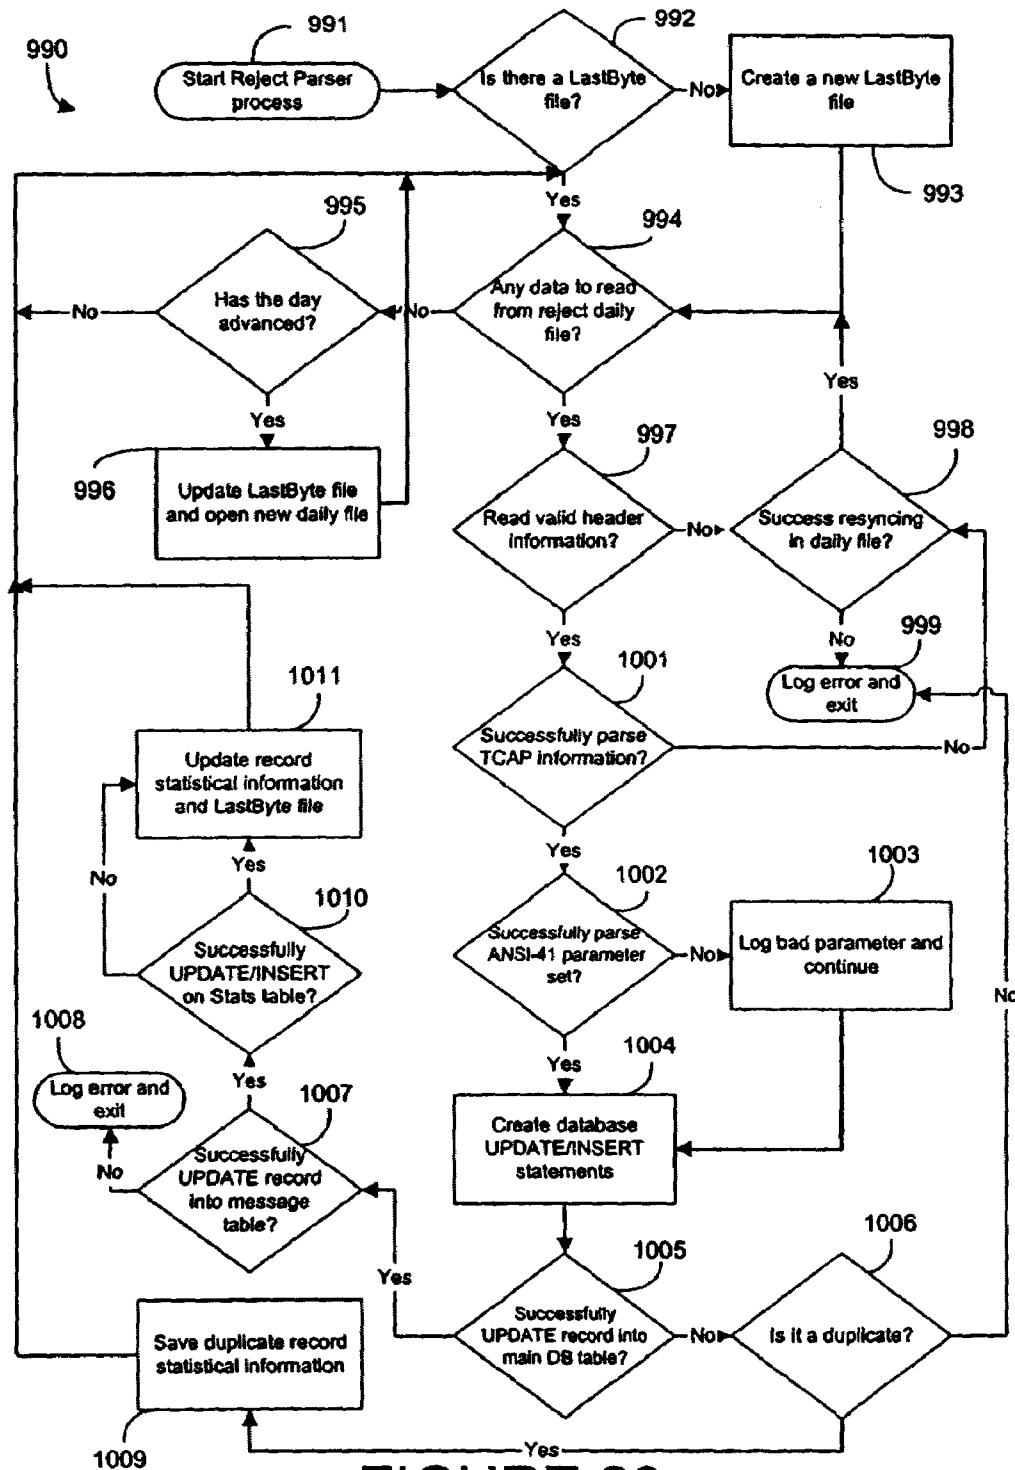 990
991
Start Reject Parser
process
992
Is there a LastByte
file?
No
Create a new LastByte
file
993
Yes
995
Has the day
advanced?
No
994
Any data to read
from reject daily
file?
No
Yes
Yes
Yes
996
Update LastByte file
and open new daily file
997
Read valid header
information?
No
998
Success resyncing
in daily file?
Yes
No
999
Log error and
exit
1001
Successfully parse
TCAP information?
No
1011
Update record
statistical information
and LastByte file
Yes
Yes
No
1002
Successfully parse
ANSI-41 parameter
set?
No
1003
Log bad parameter and
continue
1010
Successfully
UPDATE/INSERT
on Stats table?
No
1008
Log error and
exit
Yes
Yes
1004
Create database
UPDATE/INSERT
statements
1007
Successfully
UPDATE record
into message
table?
No
Yes
1005
Successfully
UPDATE record into
main DB table?
No
1006
Is it a duplicate?
Save duplicate record
statistical information
1009
Yes